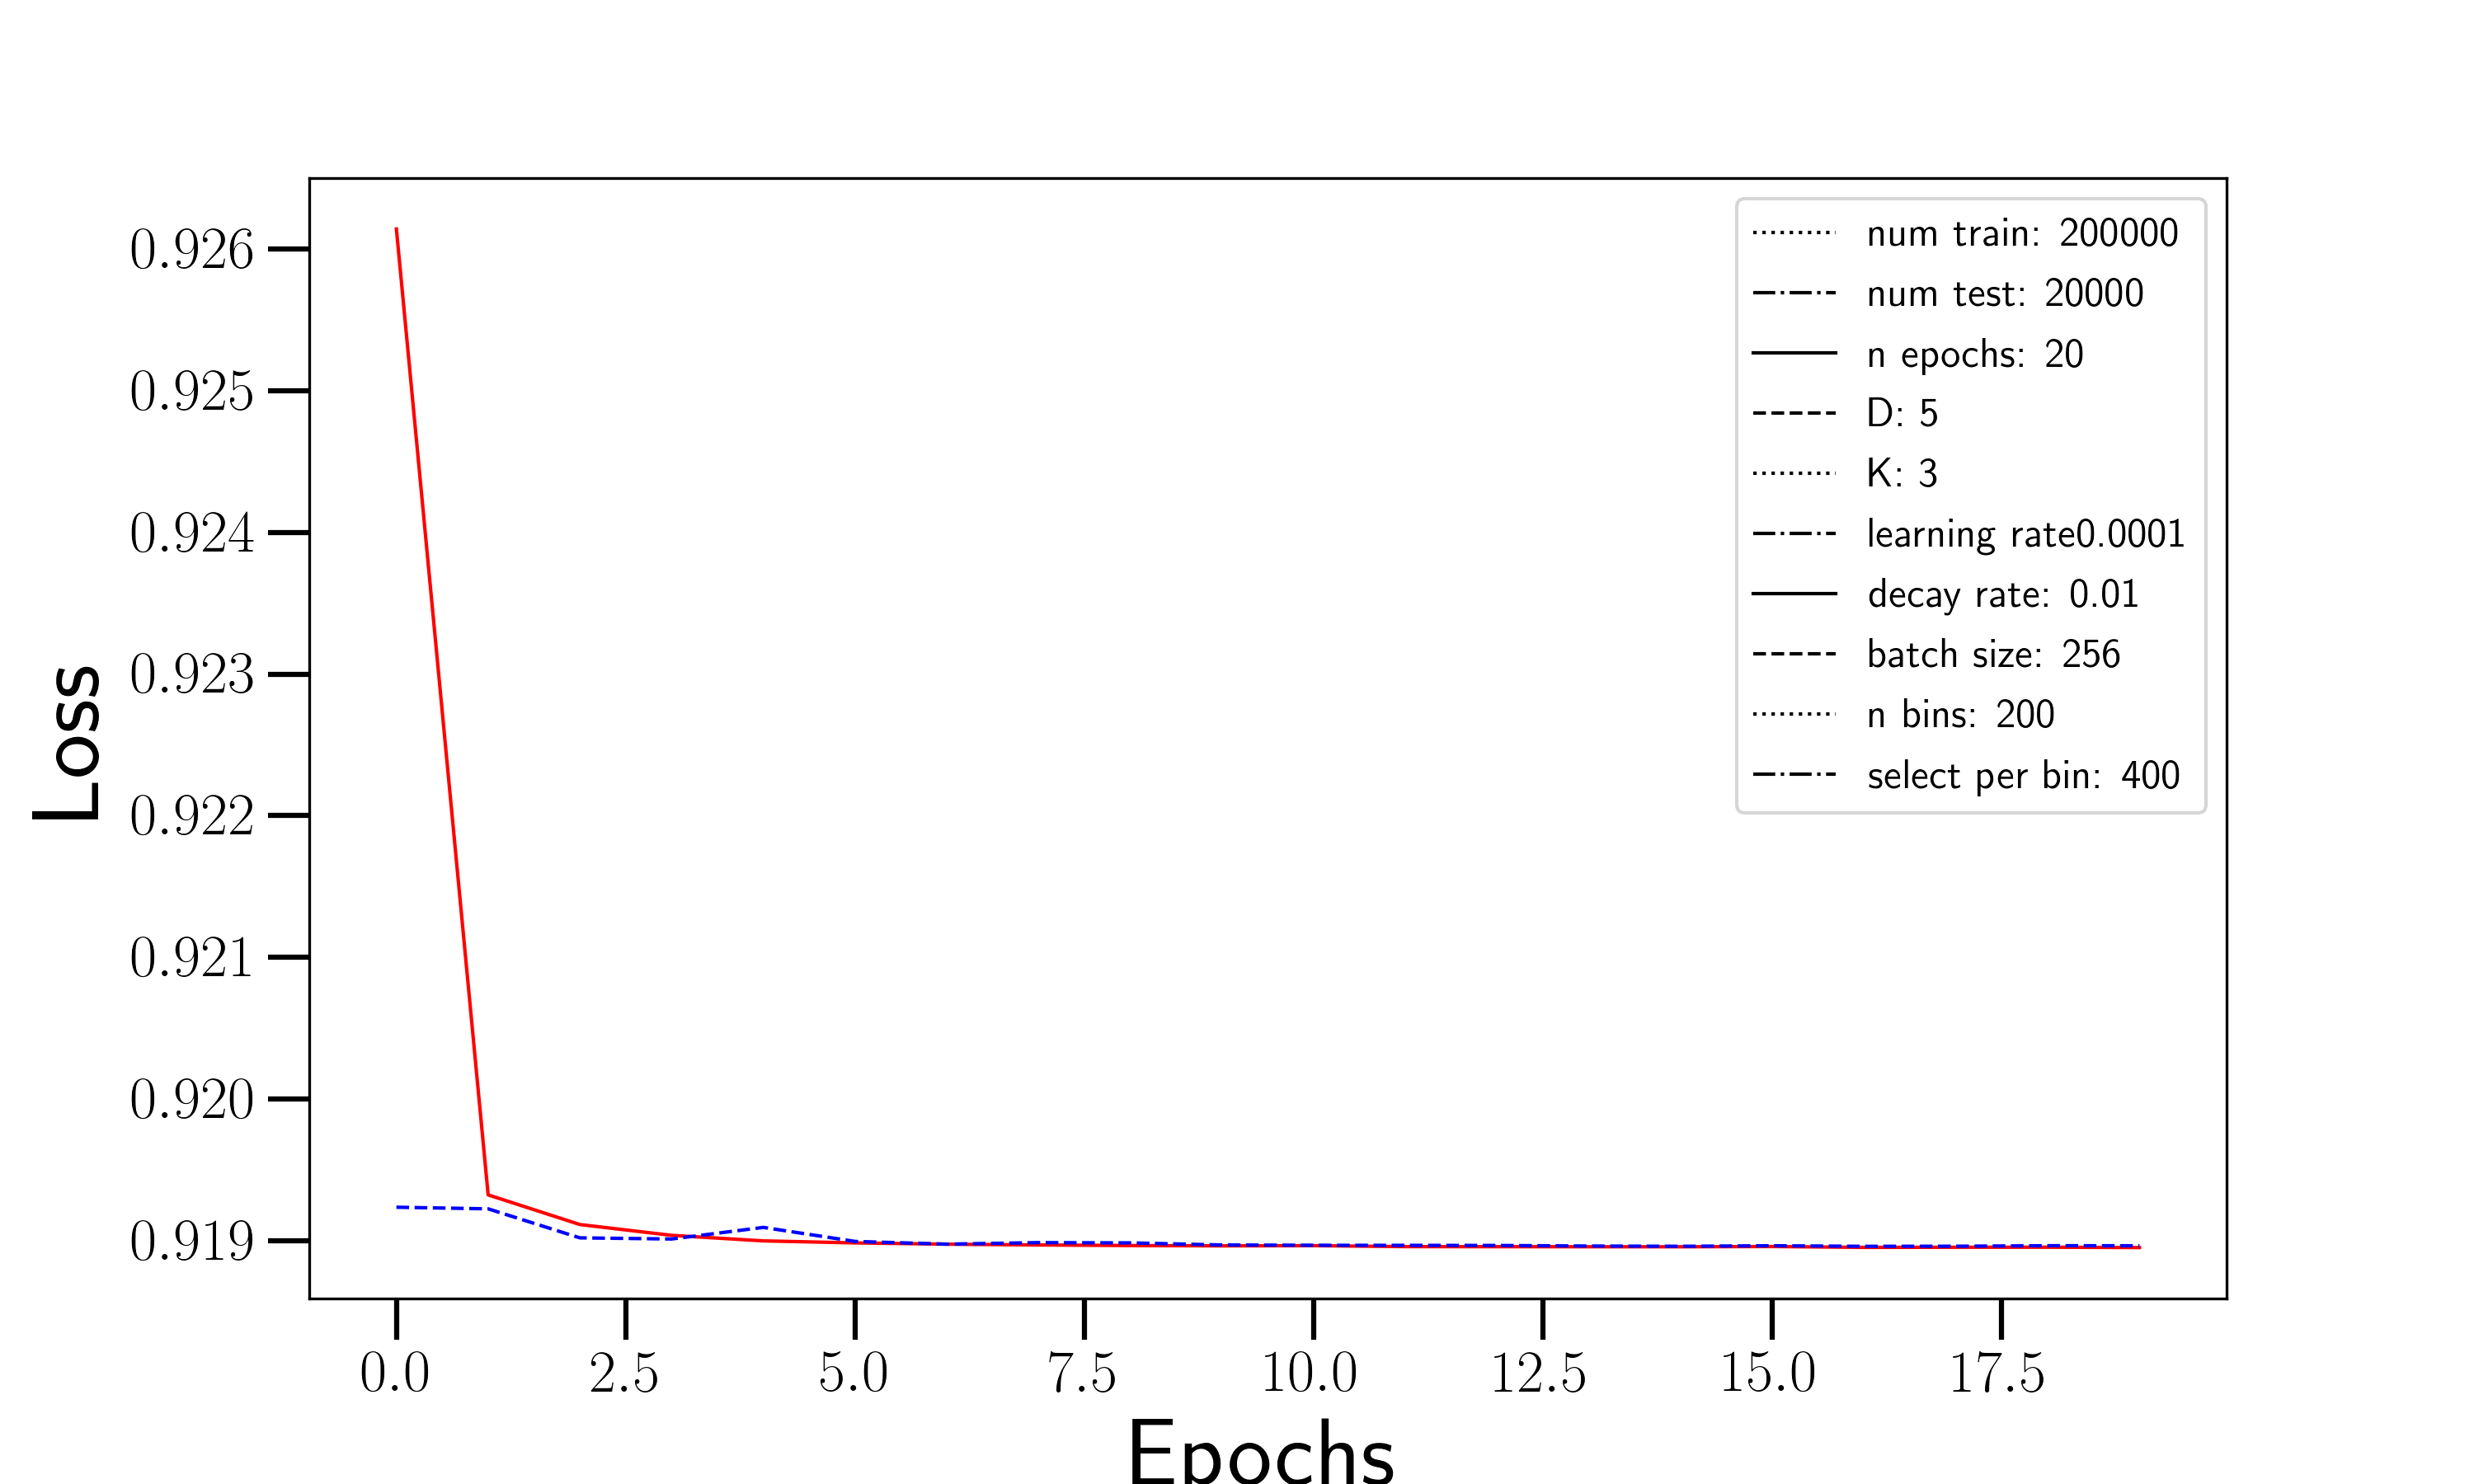 0.926
0.925
0.924
0.923
0.922
0.921
0.920
0.919
Loss
num train: 200000
num test: 20000
n epochs: 20
D: 5
K: 3
learning rate0.0001
decay rate: 0.01
batch size: 256
n bins: 200
select per bin: 400
0.0 2.5 5.0 7.5 10.0 12.5 15.0 17.5
Epochs